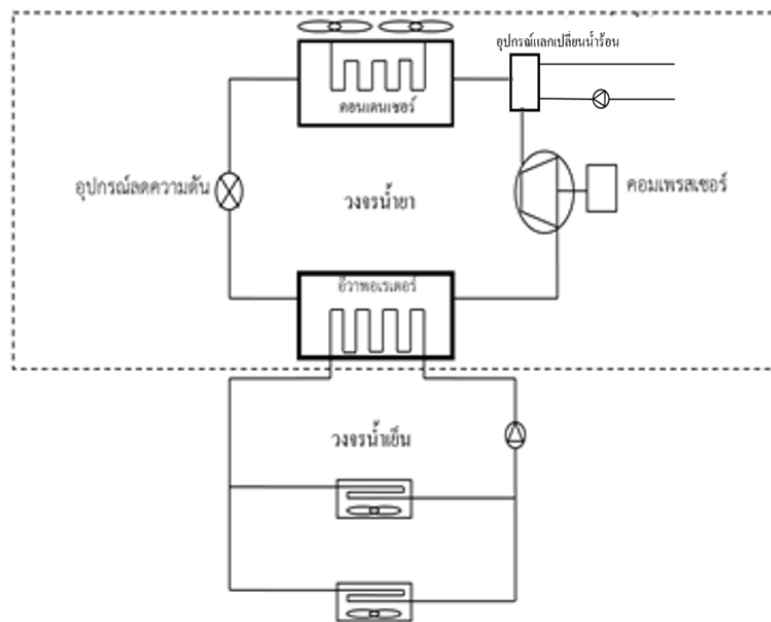 อุปกรณ์แลกเปลี่ยนน้ำร้อน
คอนเดนเซอร์
อุปกรณ์ลดความดัน
วงจรน้ำยา
คอมเพรสเซอร์
อีวาพอเรเตอร์
วงจรน้ำเย็น